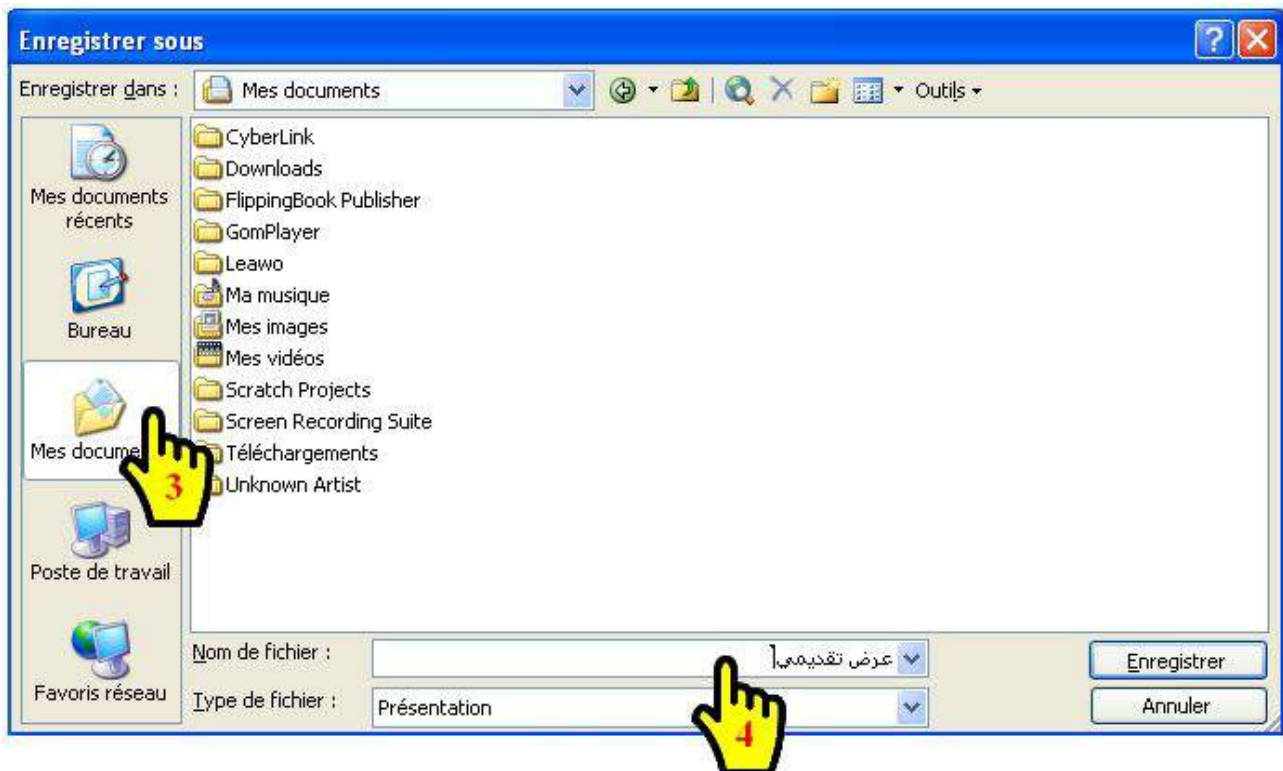 Enregistrer sous
Enregistrer dans :
Mes documents
Outils
Mes documents
récents
Bureau
Mes docume
3
Poste de travail
Favoris réseau
CyberLink
Downloads
FlippingBook Publisher
GomPlayer
Leawo
Ma musique
Mes images
Mes vidéos
Scratch Projects
Screen Recording Suite
Téléchargements
Unknown Artist
Nom de fichier :
عرض تقديمي
Enregistrer
Type de fichier :
Présentation
4
Annuler